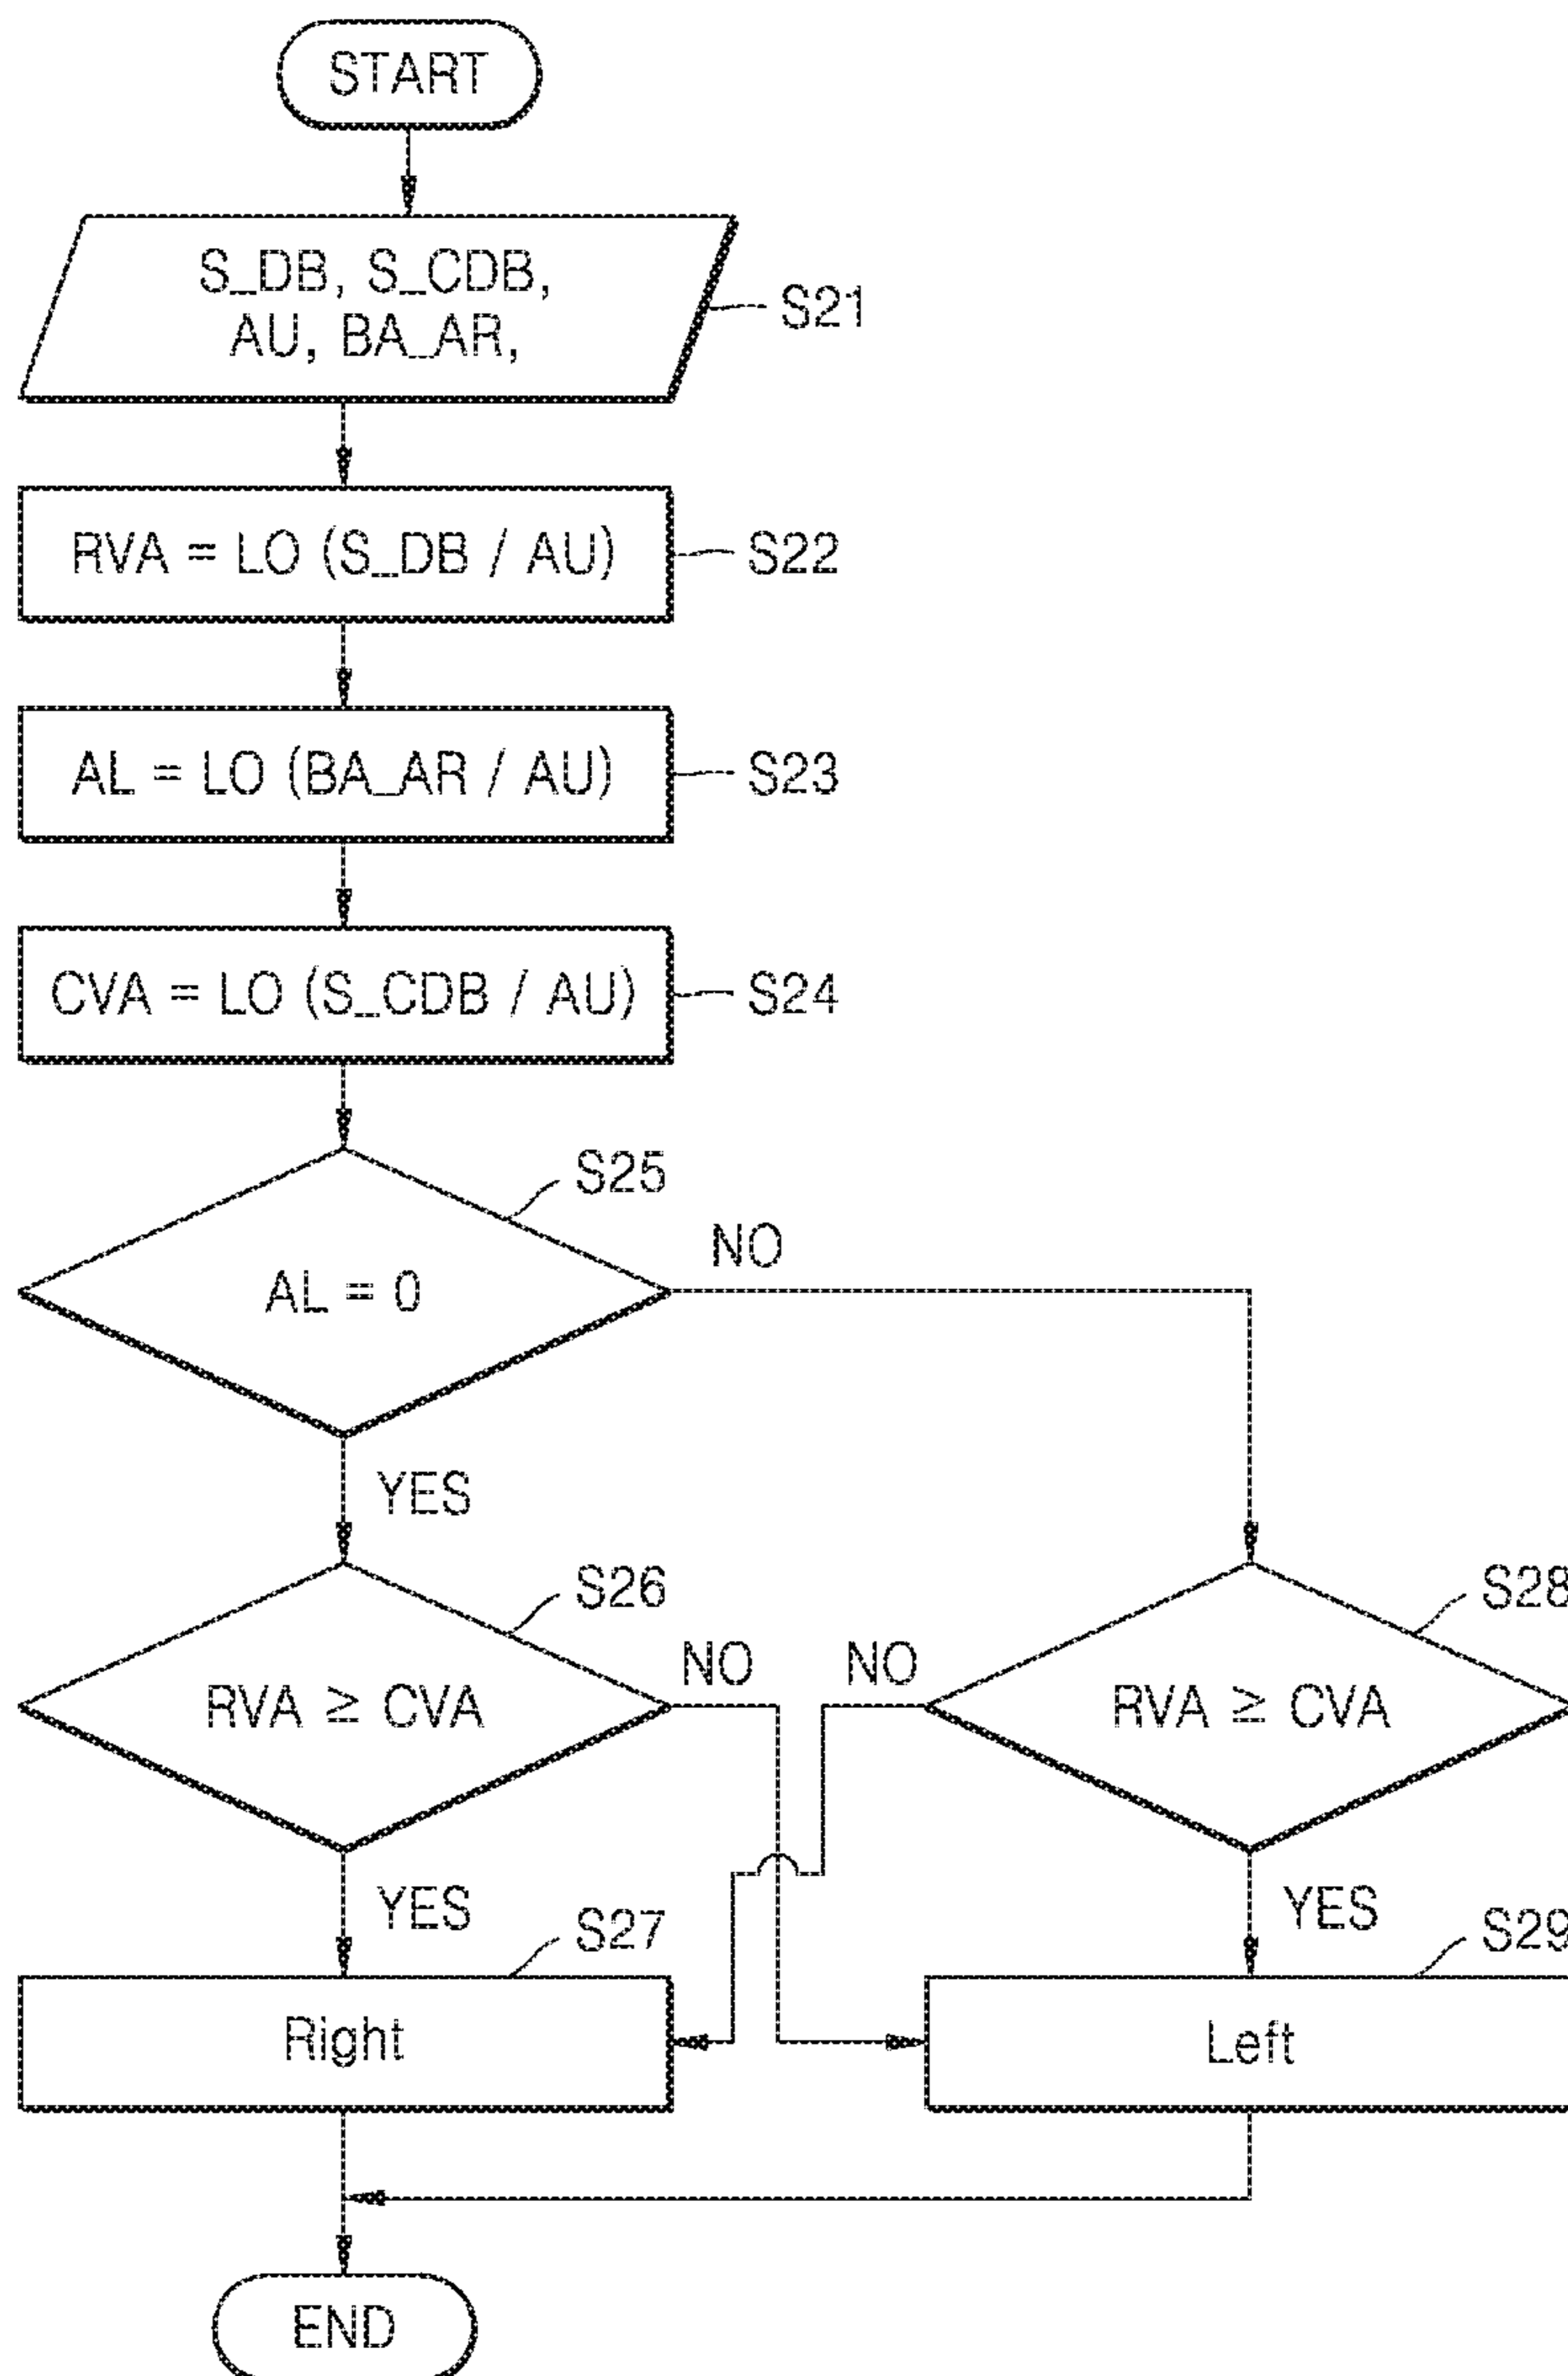 START
S_DB, S_CDB,
AU, BA_AR,
S21
RVA = LO (S_DB / AU)
S22
AL = LO (BA_AR / AU)
S23
CVA = LO (S_CDB / AU)
S24
S25
AL = 0
NO
YES
S26
RVA ≥ CVA
NO
NO
S28
RVA ≥ CVA
YES
YES
S27
Right
S29
Left
END